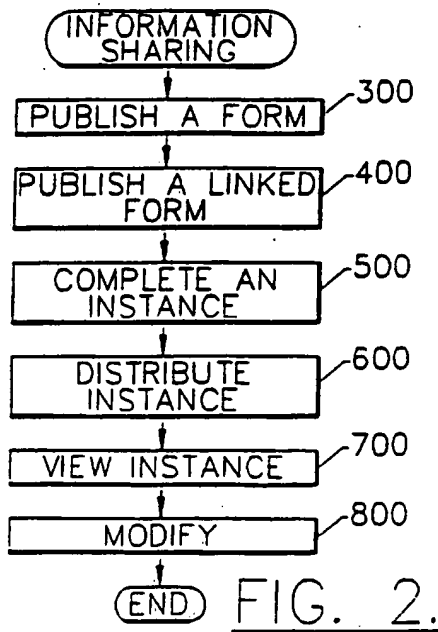 INFORMATION
SHARING
300
PUBLISH A FORM
400
PUBLISH A LINKED
FORM
500
COMPLETE AN
INSTANCE
600
DISTRIBUTE
INSTANCE
700
VIEW INSTANCE
800
MODIFY
END
FIG. 2.